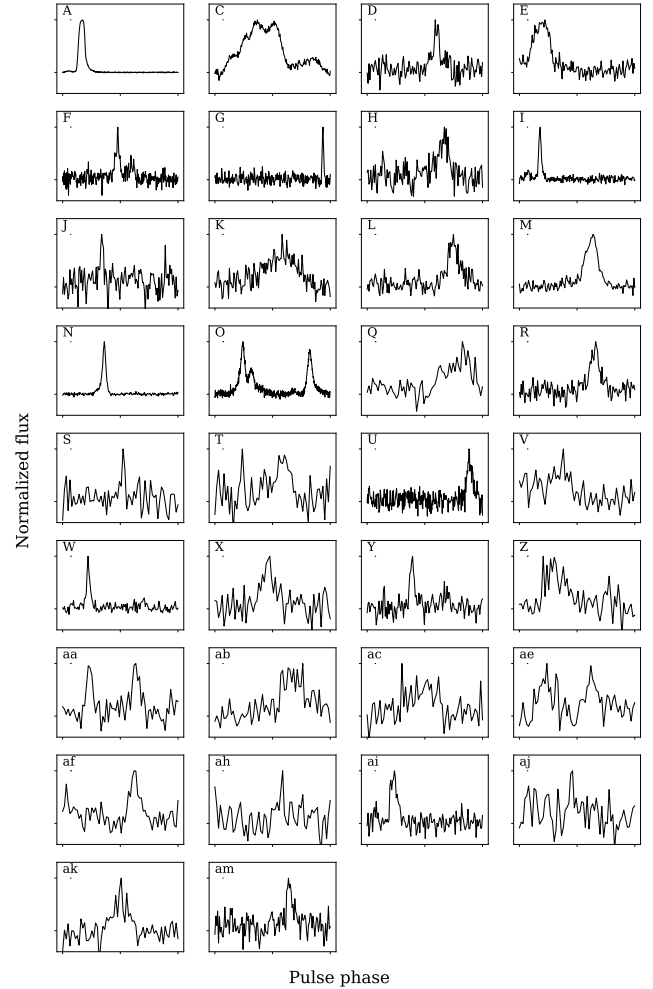 A C D E
F G H I
J K L M
N O Q R
S T U V
W X Y Z
aa ab ac ae
af ah ai aj
ak am
Normalized flux
Pulse phase